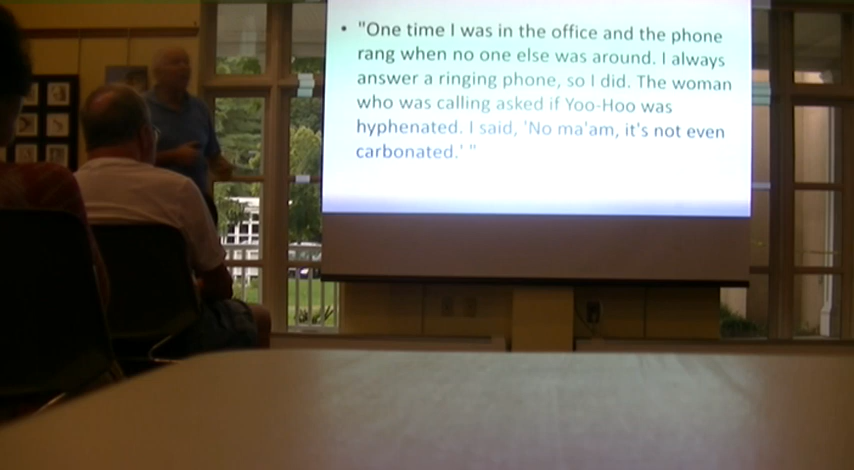 • "One time I was in the office and the phone
rang when no one else was around. I always
answer a ringing phone, so I did. The woman
who was calling asked if Yoo-Hoo was
hyphenated. I said, 'No ma'am, it's not even
carbonated.' "